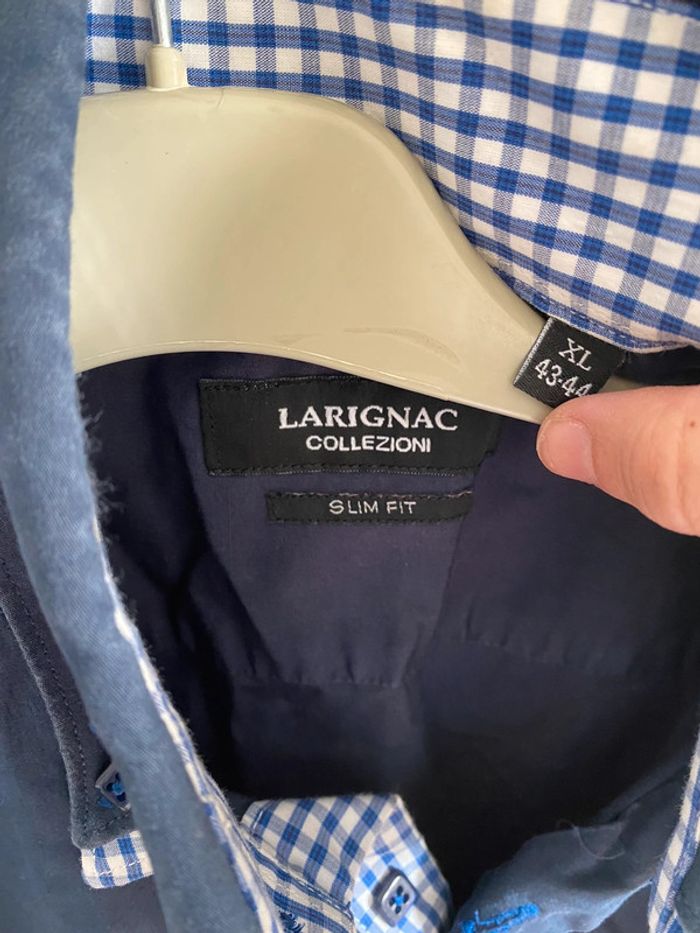 XL
43-44
LARIGNAC
COLLEZIONI
SLIM FIT